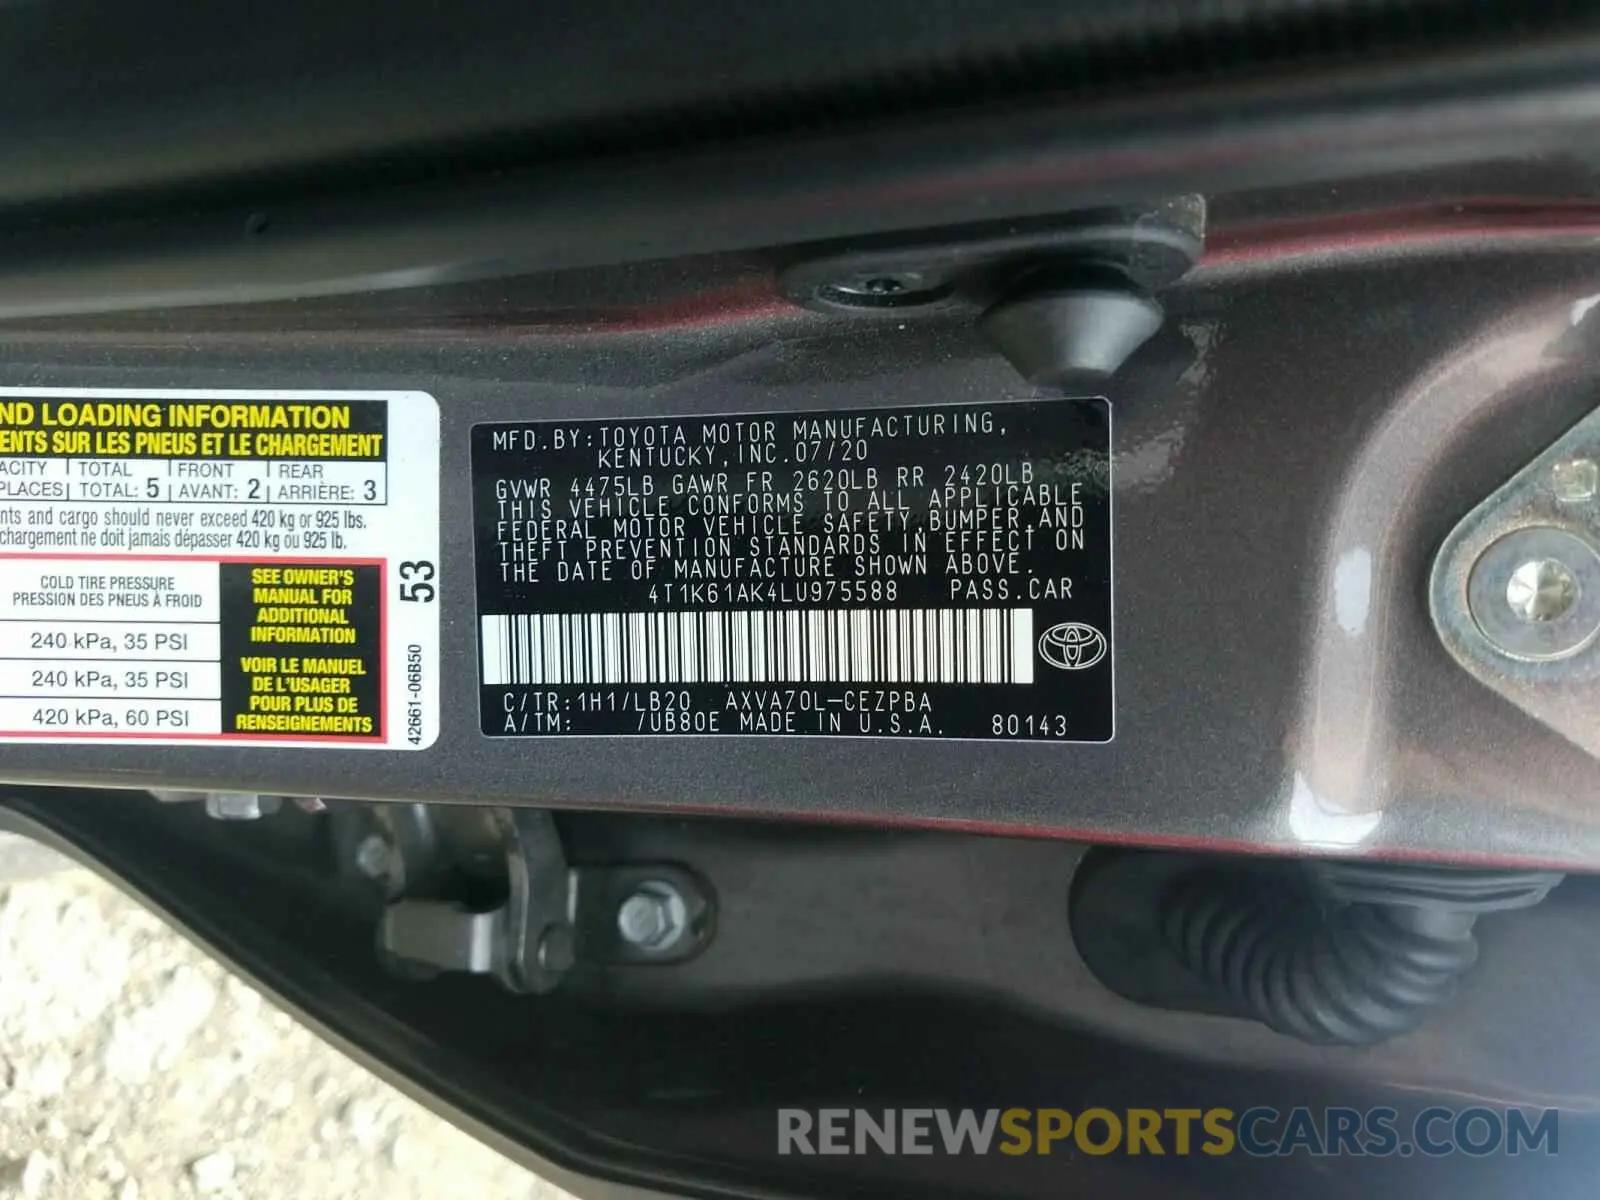 ND LOADING INFORMATION
ENTS SUR LES PNEUS ET LE CHARGEMENT
ACITY TOTAL FRONT REAR
PLACES TOTAL: 5 AVANT: 2 ARRIÈRE: 3
nts and cargo should never exceed 420 kg or 925 lbs.
chargement ne doit jamais dépasser 420 kg ou 925 lb.
COLD TIRE PRESSURE
PRESSION DES PNEUS À FROID
240 kPa, 35 PSI
240 kPa, 35 PSI
420 kPa, 60 PSI
SEE OWNER'S
MANUAL FOR
ADDITIONAL
INFORMATION
VOIR LE MANUEL
DE L'USAGER
POUR PLUS DE
RENSEIGNEMENTS
53
42661-06B50
MFD.BY:TOYOTA MOTOR MANUFACTURING,
KENTUCKY,INC.07/20
GVWR 4475LB GAWR FR 2620LB RR 2420LB
THIS VEHICLE CONFORMS TO ALL APPLICABLE
FEDERAL MOTOR VEHICLE SAFETY,BUMPER,AND
THEFT PREVENTION STANDARDS IN EFFECT ON
THE DATE OF MANUFACTURE SHOWN ABOVE.
4T1K61AK4LU975588 PASS.CAR
C/TR:1H1/LB20 AXVA70L-CEZPBA
A/TM: /UB80E MADE IN U.S.A. 80143
RENEWSPORTSCARS.COM